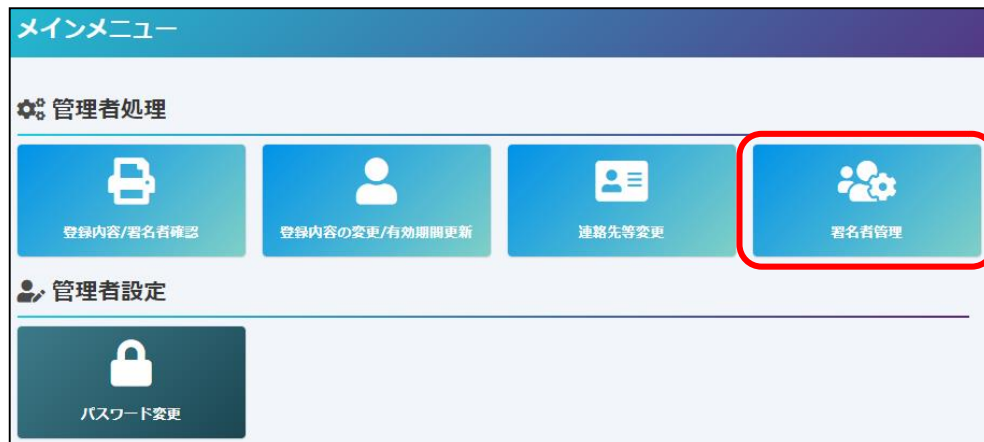 メインメニュー
管理者処理
登録内容/署名者確認
登録内容の変更/有効期間更新
連絡先等変更
署名者管理
管理者設定
パスワード変更